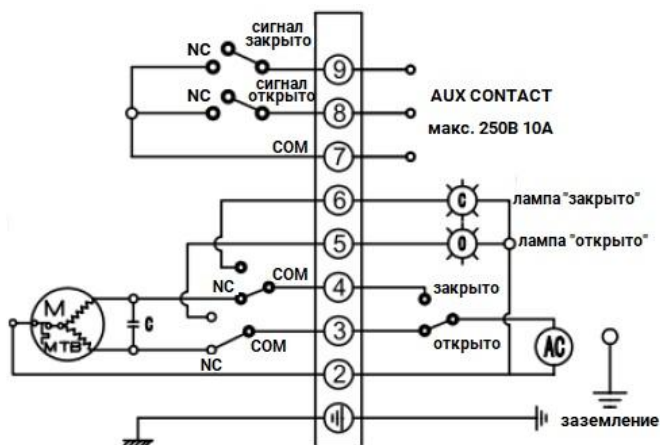 сигнал
закрыто
NC
9
сигнал
открыто
NC
8
AUX CONTACT
макс. 250В 10А
COM
7
6
C
лампа "закрыто"
5
O
лампа "открыто"
COM
NC
4
закрыто
M
C
MTB
3
COM
открыто
AC
NC
2
заземление